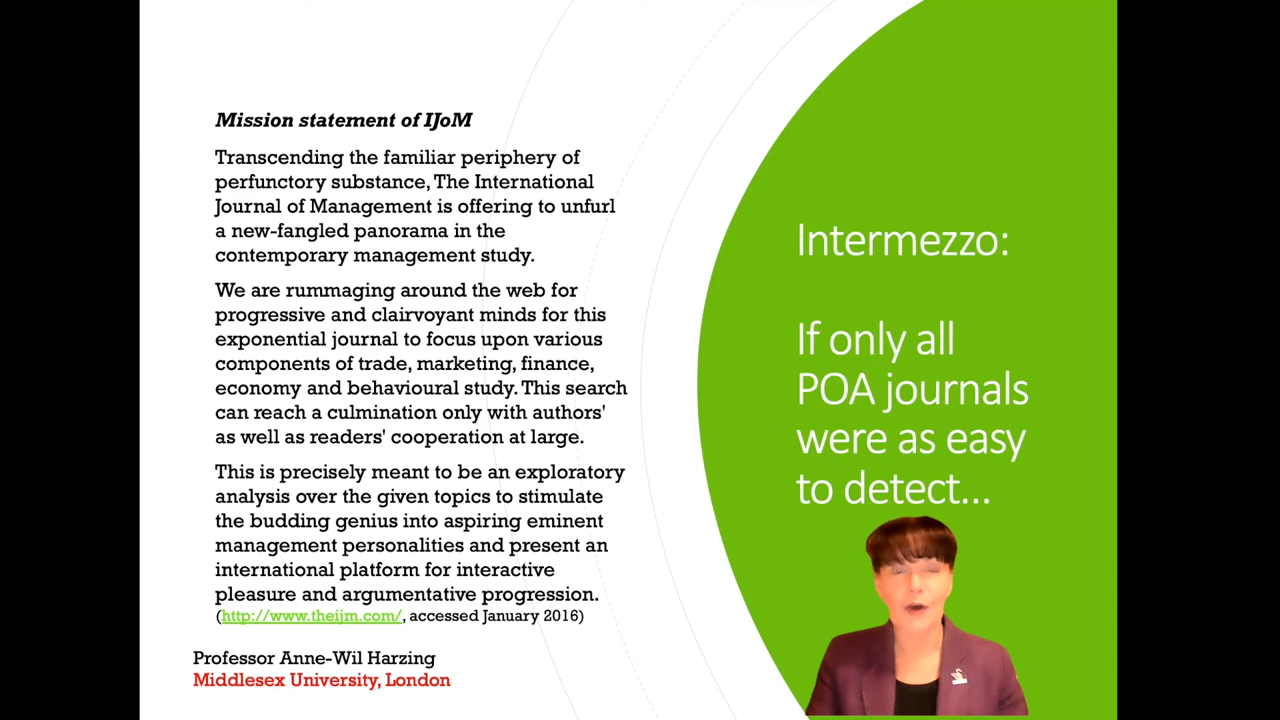 Mission statement of IJoM
Transcending the familiar periphery of
perfunctory substance, The International
Journal of Management is offering to unfurl
a new-fangled panorama in the
contemporary management study.
We are rummaging around the web for
progressive and clairvoyant minds for this
exponential journal to focus upon various
components of trade, marketing, finance,
economy and behavioural study. This search
can reach a culmination only with authors'
as well as readers' cooperation at large.
This is precisely meant to be an exploratory
analysis over the given topics to stimulate
the budding genius into aspiring eminent
management personalities and present an
international platform for interactive
pleasure and argumentative progression.
(http://www.theijm.com/, accessed January 2016)
Professor Anne-Wil Harzing
Middlesex University, London
Intermezzo:
If only all
POA journals
were as easy
to detect...